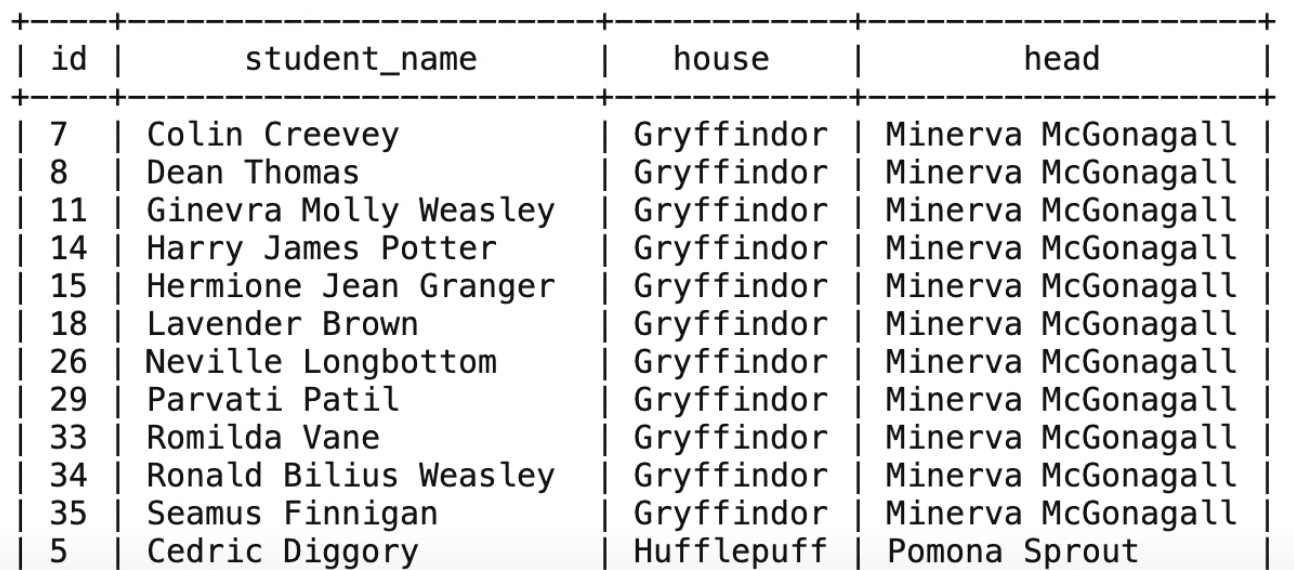 +----+------------------------+------------+--------------------+
| id |      student_name      |   house    |        head        |
+----+------------------------+------------+--------------------+
| 7  | Colin Creevey          | Gryffindor | Minerva McGonagall |
| 8  | Dean Thomas            | Gryffindor | Minerva McGonagall |
| 11 | Ginevra Molly Weasley  | Gryffindor | Minerva McGonagall |
| 14 | Harry James Potter     | Gryffindor | Minerva McGonagall |
| 15 | Hermione Jean Granger  | Gryffindor | Minerva McGonagall |
| 18 | Lavender Brown         | Gryffindor | Minerva McGonagall |
| 26 | Neville Longbottom     | Gryffindor | Minerva McGonagall |
| 29 | Parvati Patil          | Gryffindor | Minerva McGonagall |
| 33 | Romilda Vane           | Gryffindor | Minerva McGonagall |
| 34 | Ronald Bilius Weasley  | Gryffindor | Minerva McGonagall |
| 35 | Seamus Finnigan        | Gryffindor | Minerva McGonagall |
| 5  | Cedric Diggory         | Hufflepuff | Pomona Sprout      |